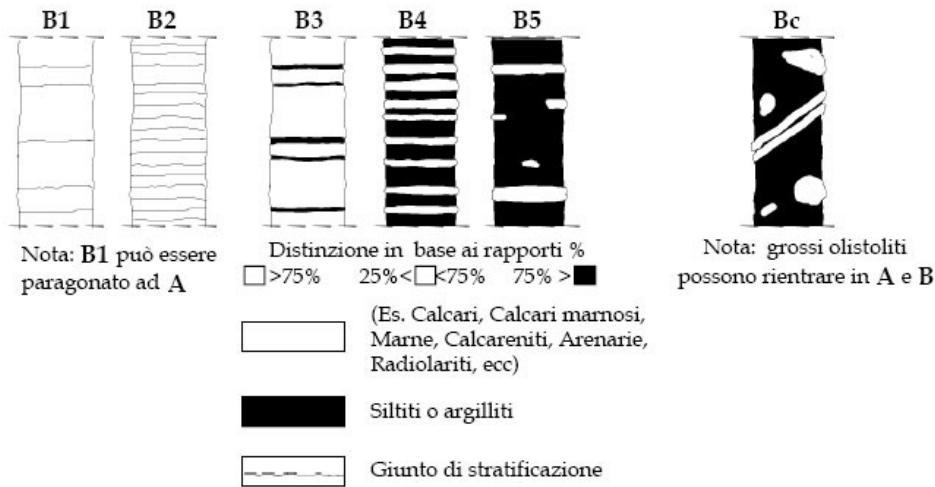 B1 B2 B3 B4 B5 Bc
Nota: B1 può essere
paragonato ad A
Distinzione in base ai rapporti %
>75% 25%< <75% 75% >
Nota: grossi olistoliti
possono rientrare in A e B
(Es. Calcari, Calcari marnosi,
Marne, Calcareniti, Arenarie,
Radiolariti, ecc)
Siltiti o argilliti
Giunto di stratificazione